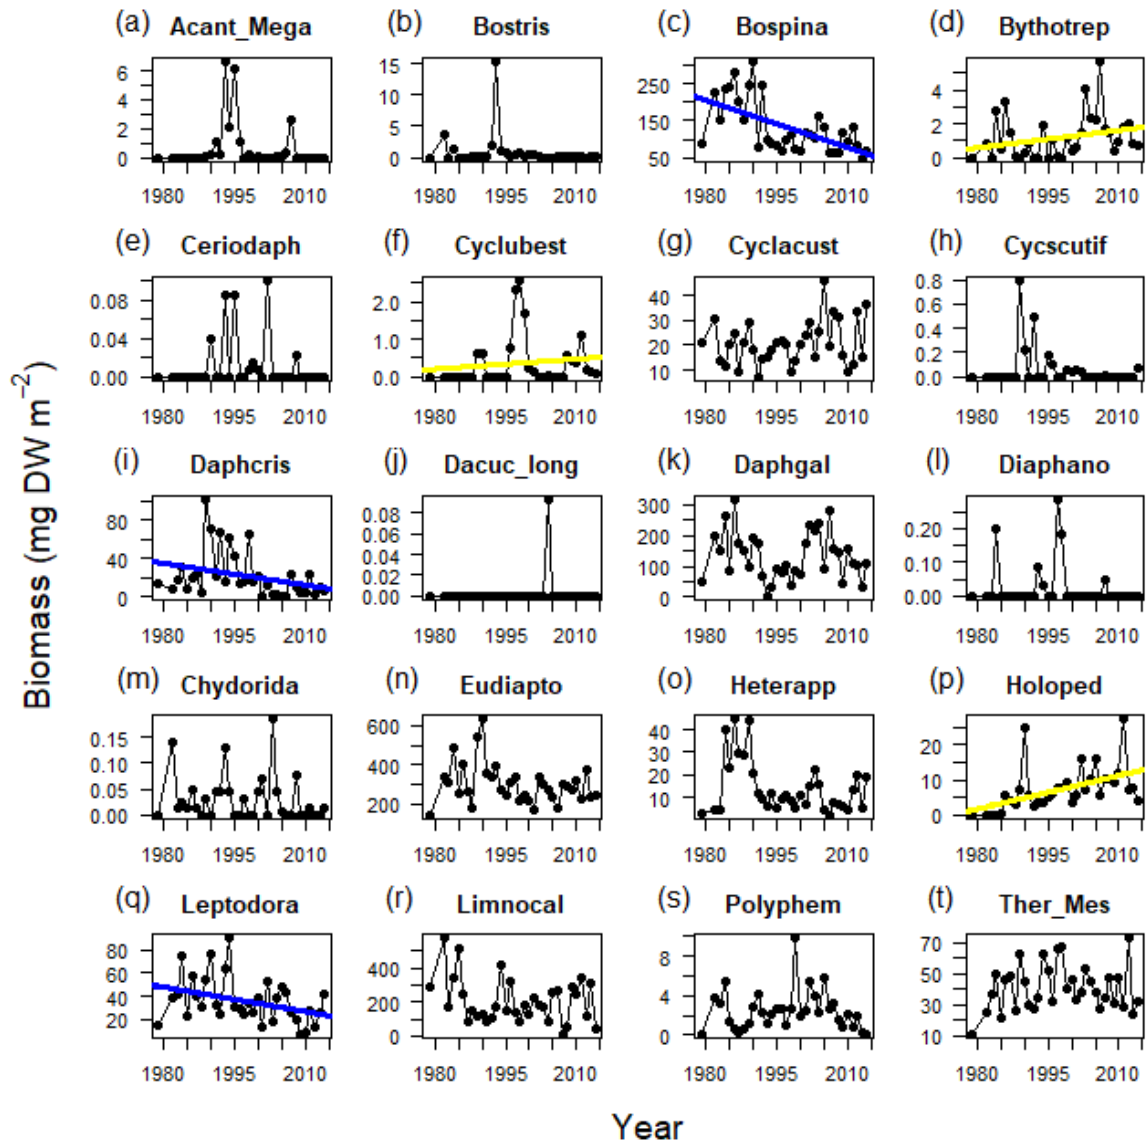 (a) Acant_Mega (b) Bostris (c) Bospina (d) Bythotrep
6 15 250 4
4 10 150 2
2 5 50 0
0 0
1980 1995 2010 1980 1995 2010 1980 1995 2010 1980 1995 2010
(e) Ceriodaph (f) Cyclubest (g) Cyclacust (h) Cycscutif
0.08 2.0 40 0.8
0.04 1.0 30 0.6
0.00 0.0 20 0.4
10 0.2
0.0
1980 1995 2010 1980 1995 2010 1980 1995 2010 1980 1995 2010
(i) Daphcris (j) Dacuc_long (k) Daphgal (l) Diaphano
80 0.08 300 0.20
40 0.06 200 0.10
0 0.04 100 0.00
0.02 0
0.00
1980 1995 2010 1980 1995 2010 1980 1995 2010 1980 1995 2010
(m) Chydorida (n) Eudiapto (o) Heterapp (p) Holoped
0.15 600 40 20
0.10 400 30 10
0.05 200 20 0
0.00 10
1980 1995 2010 1980 1995 2010 1980 1995 2010 1980 1995 2010
(q) Leptodora (r) Limnocal (s) Polyphem (t) Ther_Mes
80 400 8 70
60 200 4 50
40 0 0 30
20 10
1980 1995 2010 1980 1995 2010 1980 1995 2010 1980 1995 2010
Biomass (mg DW m⁻²)
Year